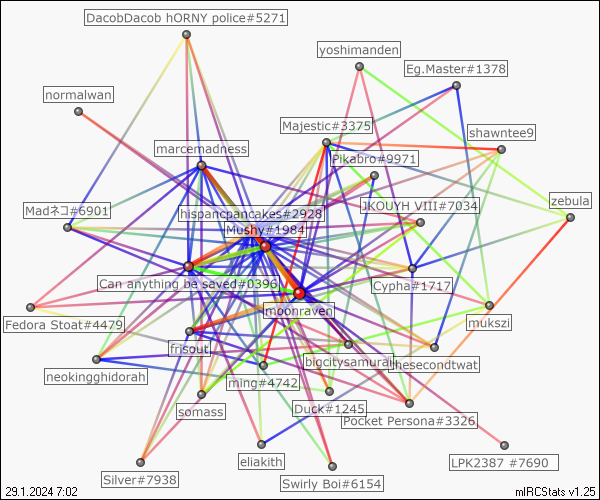 DacobDacob hORNY police#5271
yoshimanden
Eg.Master#1378
normalwan
Majestic#3375
shawntee9
marcemadness
Pikabro#9971
zebula
Madネコ#6901
hispancpancakes#2928
JKOUYH VIII#7034
Mushy#1984
Can anything be saved#0396
Cypha#1717
moonraven
Fedora Stoat#4479
mukszi
frisout
bigcitysamurai
thesecondtwat
neokingghidorah
ming#4742
somass
Duck#1245
Pocket Persona#3326
eliakith
LPK2387 #7690
Silver#7938
Swirly Boi#6154
29.1.2024 7:02
mIRCStats v1.25